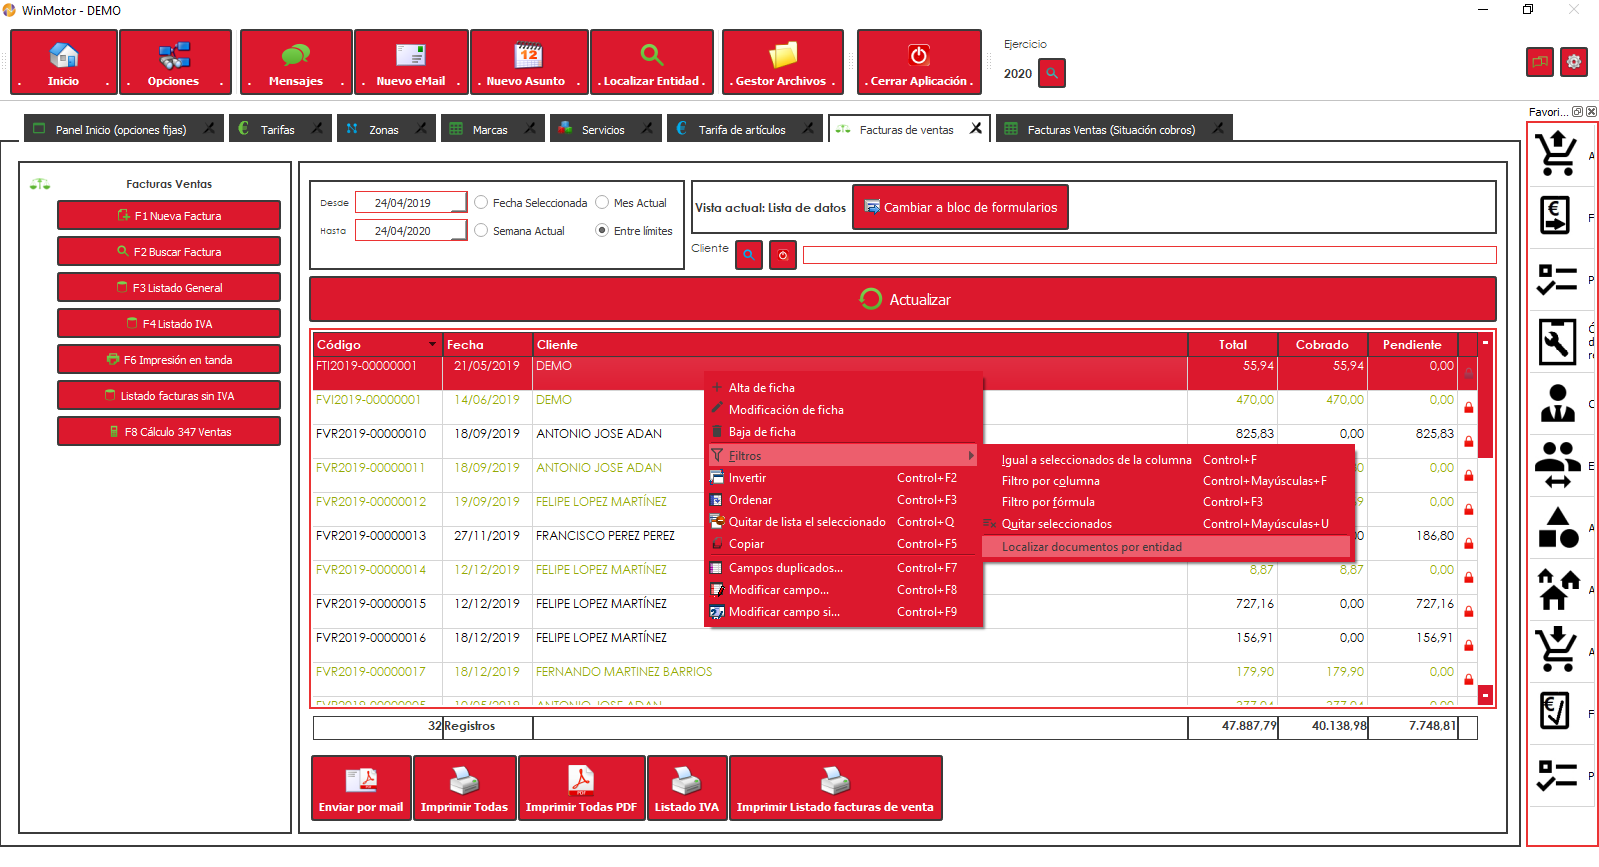 WinMotor - DEMO
. Inicio .
. Opciones .
. Mensajes .
. Nuevo eMail .
. Nuevo Asunto .
. Localizar Entidad .
. Gestor Archivos .
. Cerrar Aplicación .
Ejercicio
2020
Panel Inicio (opciones fijas)
Tarifas
Zonas
Marcas
Servicios
Tarifa de artículos
Facturas de ventas
Facturas Ventas (Situación cobros)
Favori...
Facturas Ventas
F1 Nueva Factura
F2 Buscar Factura
F3 Listado General
F4 Listado IVA
F6 Impresión en tanda
Listado facturas sin IVA
F8 Cálculo 347 Ventas
Desde 24/04/2019 Fecha Seleccionada Mes Actual
Hasta 24/04/2020 Semana Actual Entre límites
Vista actual: Lista de datos
Cambiar a bloc de formularios
Cliente
Actualizar
Código Fecha Cliente Total Cobrado Pendiente
FTI2019-00000001 21/05/2019 DEMO 55,94 55,94 0,00
FVI2019-00000001 14/06/2019 DEMO 470,00 470,00 0,00
FVR2019-00000010 18/09/2019 ANTONIO JOSE ADAN 825,83 0,00 825,83
FVR2019-00000011 18/09/2019 ANTONIO JOSE ADAN
FVR2019-00000012 19/09/2019 FELIPE LOPEZ MARTÍNEZ
FVR2019-00000013 27/11/2019 FRANCISCO PEREZ PEREZ 186,80
FVR2019-00000014 12/12/2019 FELIPE LOPEZ MARTÍNEZ 8,87 8,87 0,00
FVR2019-00000015 12/12/2019 FELIPE LOPEZ MARTÍNEZ 727,16 0,00 727,16
FVR2019-00000016 18/12/2019 FELIPE LOPEZ MARTÍNEZ 156,91 0,00 156,91
FVR2019-00000017 18/12/2019 FERNANDO MARTINEZ BARRIOS 179,90 179,90 0,00
Alta de ficha
Modificación de ficha
Baja de ficha
Filtros
Invertir Control+F2
Ordenar Control+F3
Quitar de lista el seleccionado Control+Q
Copiar Control+F5
Campos duplicados... Control+F7
Modificar campo... Control+F8
Modificar campo si... Control+F9
Igual a seleccionados de la columna Control+F
Filtro por columna Control+Mayúsculas+F
Filtro por fórmula Control+F3
Quitar seleccionados Control+Mayúsculas+U
Localizar documentos por entidad
32 Registros 47.887,79 40.138,98 7.748,81
Enviar por mail
Imprimir Todas
Imprimir Todas PDF
Listado IVA
Imprimir Listado facturas de venta